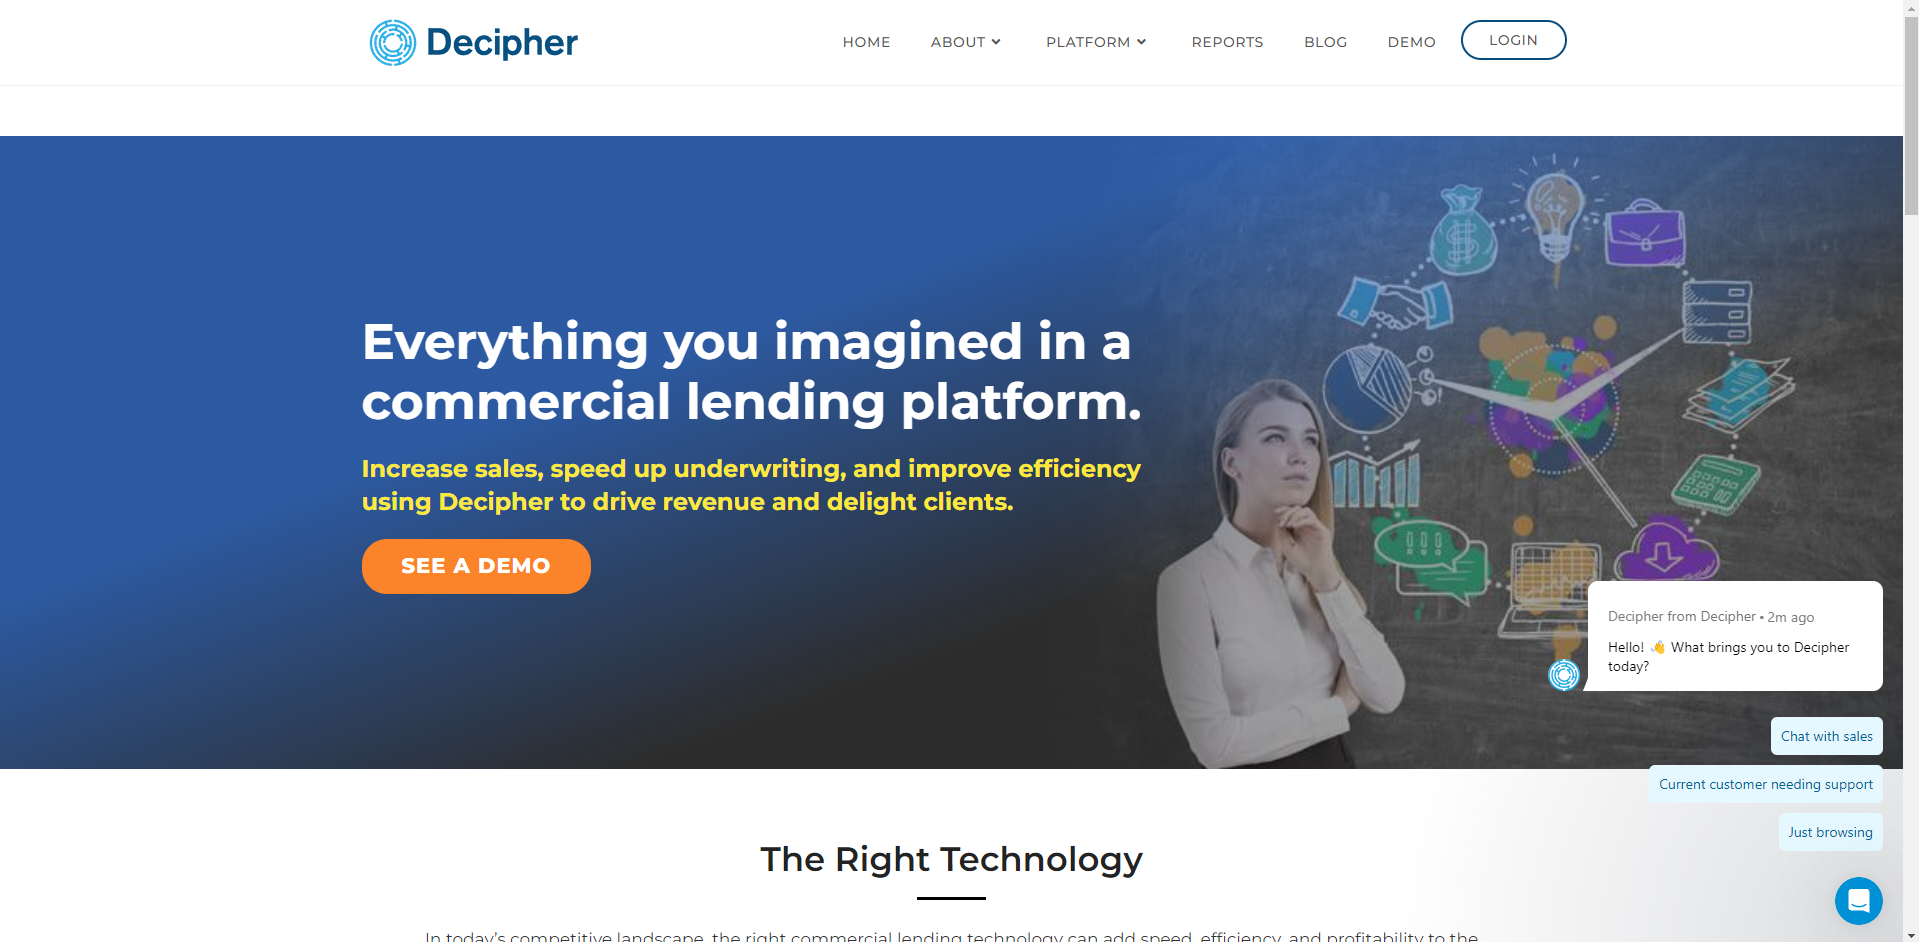 Decipher
HOME
ABOUT
PLATFORM
REPORTS
BLOG
DEMO
LOGIN
Everything you imagined in a
commercial lending platform.
Increase sales, speed up underwriting, and improve efficiency
using Decipher to drive revenue and delight clients.
SEE A DEMO
Decipher from Decipher • 2m ago
Hello! 👋 What brings you to Decipher
today?
Chat with sales
Current customer needing support
Just browsing
The Right Technology
In today's competitive landscape, the right commercial lending technology can add speed, efficiency, and profitability to the